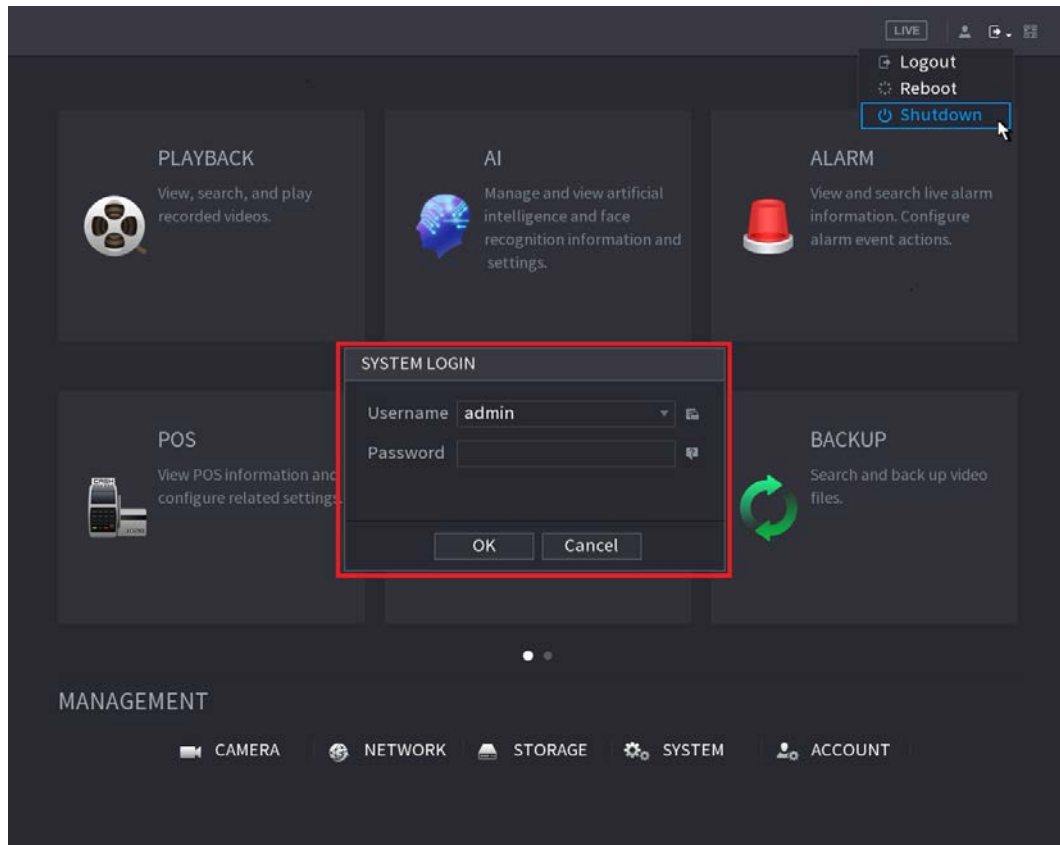 LIVE
Logout
Reboot
Shutdown
PLAYBACK
View, search, and play
recorded videos.
AI
Manage and view artificial
intelligence and face
recognition information and
settings.
ALARM
View and search live alarm
information. Configure
alarm event actions.
SYSTEM LOGIN
Username admin
Password
OK Cancel
POS
View POS information and
configure related settings.
BACKUP
Search and back up video
files.
MANAGEMENT
CAMERA NETWORK STORAGE SYSTEM ACCOUNT